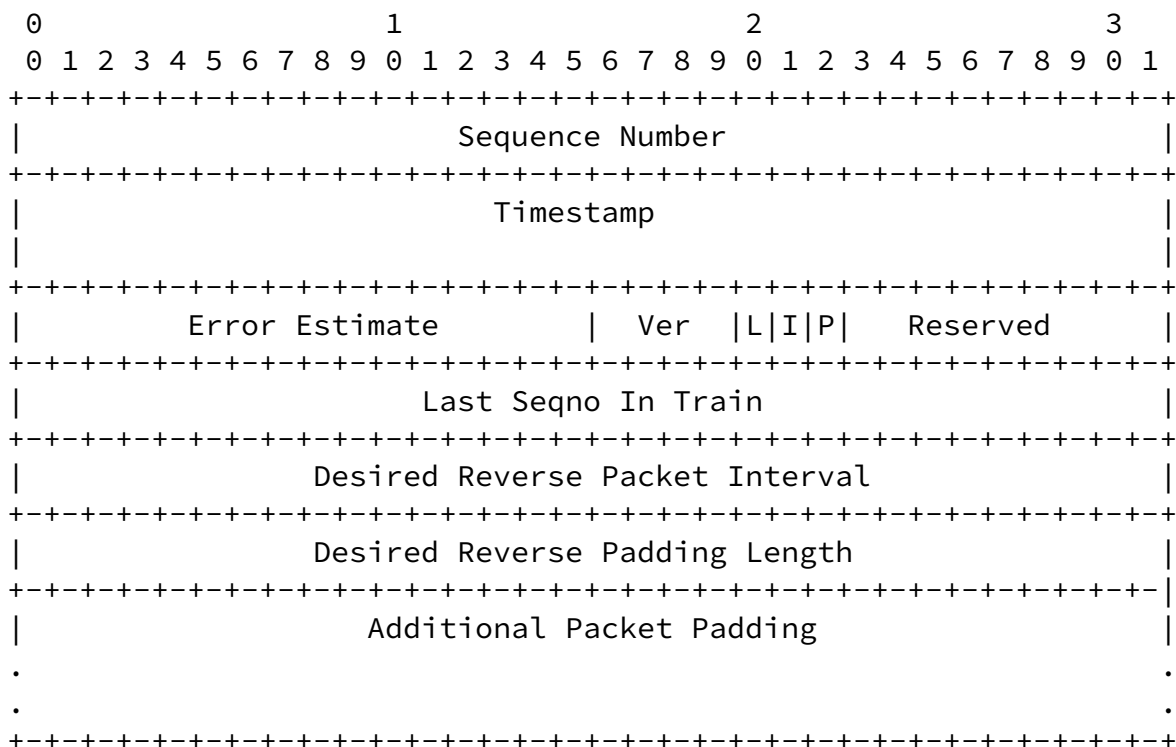 0                   1                   2                   3
 0 1 2 3 4 5 6 7 8 9 0 1 2 3 4 5 6 7 8 9 0 1 2 3 4 5 6 7 8 9 0 1
+-+-+-+-+-+-+-+-+-+-+-+-+-+-+-+-+-+-+-+-+-+-+-+-+-+-+-+-+-+-+-+-+
|                        Sequence Number                        |
+-+-+-+-+-+-+-+-+-+-+-+-+-+-+-+-+-+-+-+-+-+-+-+-+-+-+-+-+-+-+-+-+
|                          Timestamp                            |
|                                                               |
+-+-+-+-+-+-+-+-+-+-+-+-+-+-+-+-+-+-+-+-+-+-+-+-+-+-+-+-+-+-+-+-+
|         Error Estimate        |  Ver  |L|I|P|   Reserved      |
+-+-+-+-+-+-+-+-+-+-+-+-+-+-+-+-+-+-+-+-+-+-+-+-+-+-+-+-+-+-+-+-+
|                      Last Seqno In Train                      |
+-+-+-+-+-+-+-+-+-+-+-+-+-+-+-+-+-+-+-+-+-+-+-+-+-+-+-+-+-+-+-+-+
|                Desired Reverse Packet Interval                |
+-+-+-+-+-+-+-+-+-+-+-+-+-+-+-+-+-+-+-+-+-+-+-+-+-+-+-+-+-+-+-+-+
|                Desired Reverse Padding Length                 |
+-+-+-+-+-+-+-+-+-+-+-+-+-+-+-+-+-+-+-+-+-+-+-+-+-+-+-+-+-+-+-+-|
|                   Additional Packet Padding                   |
.                                                               .
.                                                               .
+-+-+-+-+-+-+-+-+-+-+-+-+-+-+-+-+-+-+-+-+-+-+-+-+-+-+-+-+-+-+-+-+